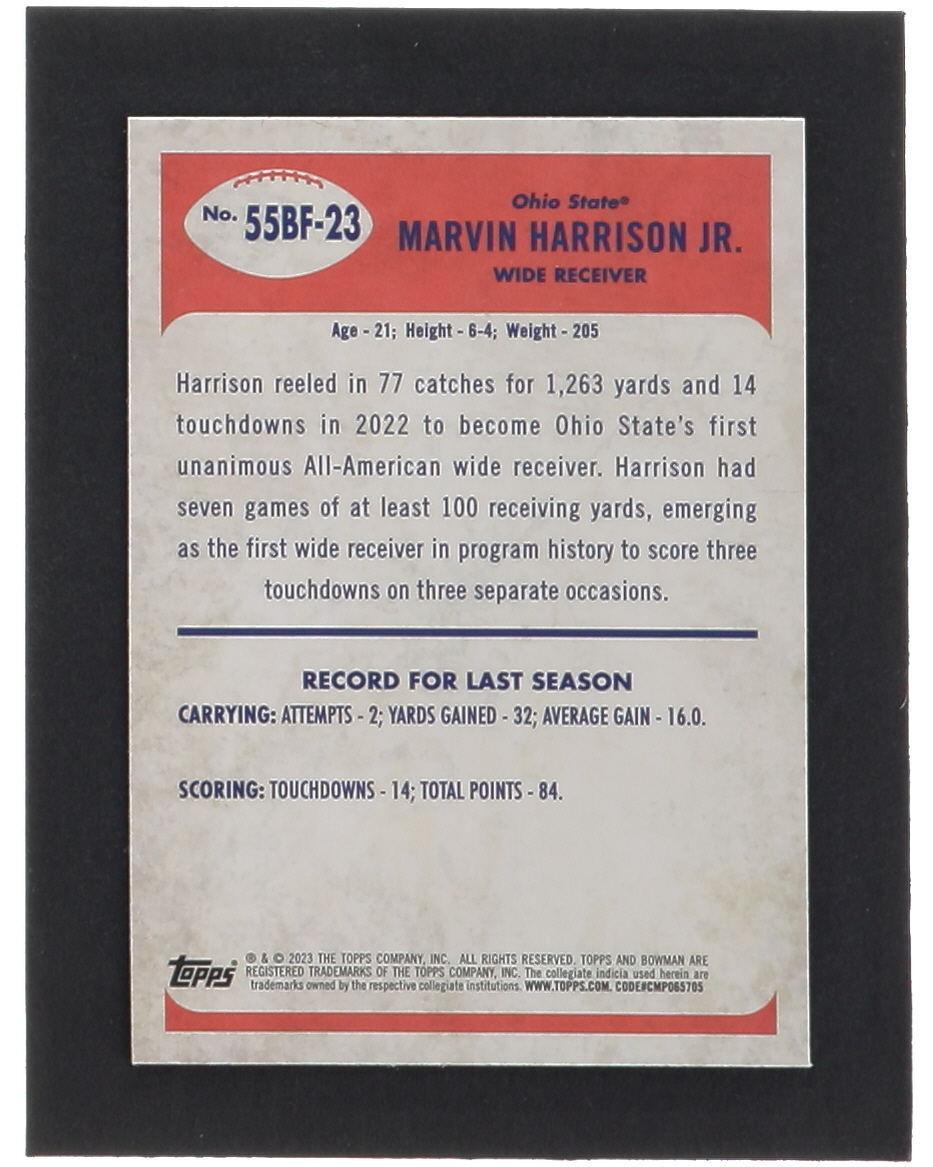 No. 55BF-23
Ohio State®
MARVIN HARRISON JR.
WIDE RECEIVER
Age - 21; Height - 6-4; Weight - 205
Harrison reeled in 77 catches for 1,263 yards and 14
touchdowns in 2022 to become Ohio State's first
unanimous All-American wide receiver. Harrison had
seven games of at least 100 receiving yards, emerging
as the first wide receiver in program history to score three
touchdowns on three separate occasions.
RECORD FOR LAST SEASON
CARRYING: ATTEMPTS - 2; YARDS GAINED - 32; AVERAGE GAIN - 16.0.
SCORING: TOUCHDOWNS - 14; TOTAL POINTS - 84.
topps®
® & © 2023 THE TOPPS COMPANY, INC. ALL RIGHTS RESERVED. TOPPS AND BOWMAN ARE
REGISTERED TRADEMARKS OF THE TOPPS COMPANY, INC. The collegiate indicia used herein are
trademarks owned by the respective collegiate institutions. WWW.TOPPS.COM. CODE#CMP065705